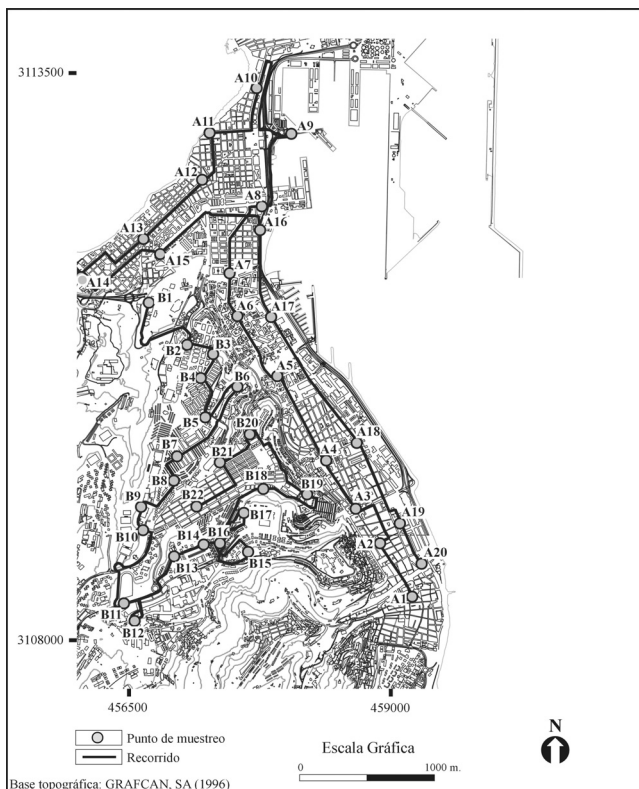 3113500
A10
A11
A9
A12
A8
A13
A16
A15
A7
A14
B1
A6
A17
B2
B3
B4
B6
A5
B5
B20
A18
B7
B21
A4
B8
B18
B19
B9
B22
B17
A3
A19
B10
B14
B16
A2
B13
B15
A20
B11
A1
B12
3108000
456500
459000
Punto de muestreo
Recorrido
Escala Gráfica
0
1000 m.
N
Base topográfica: GRAFCAN, SA (1996)